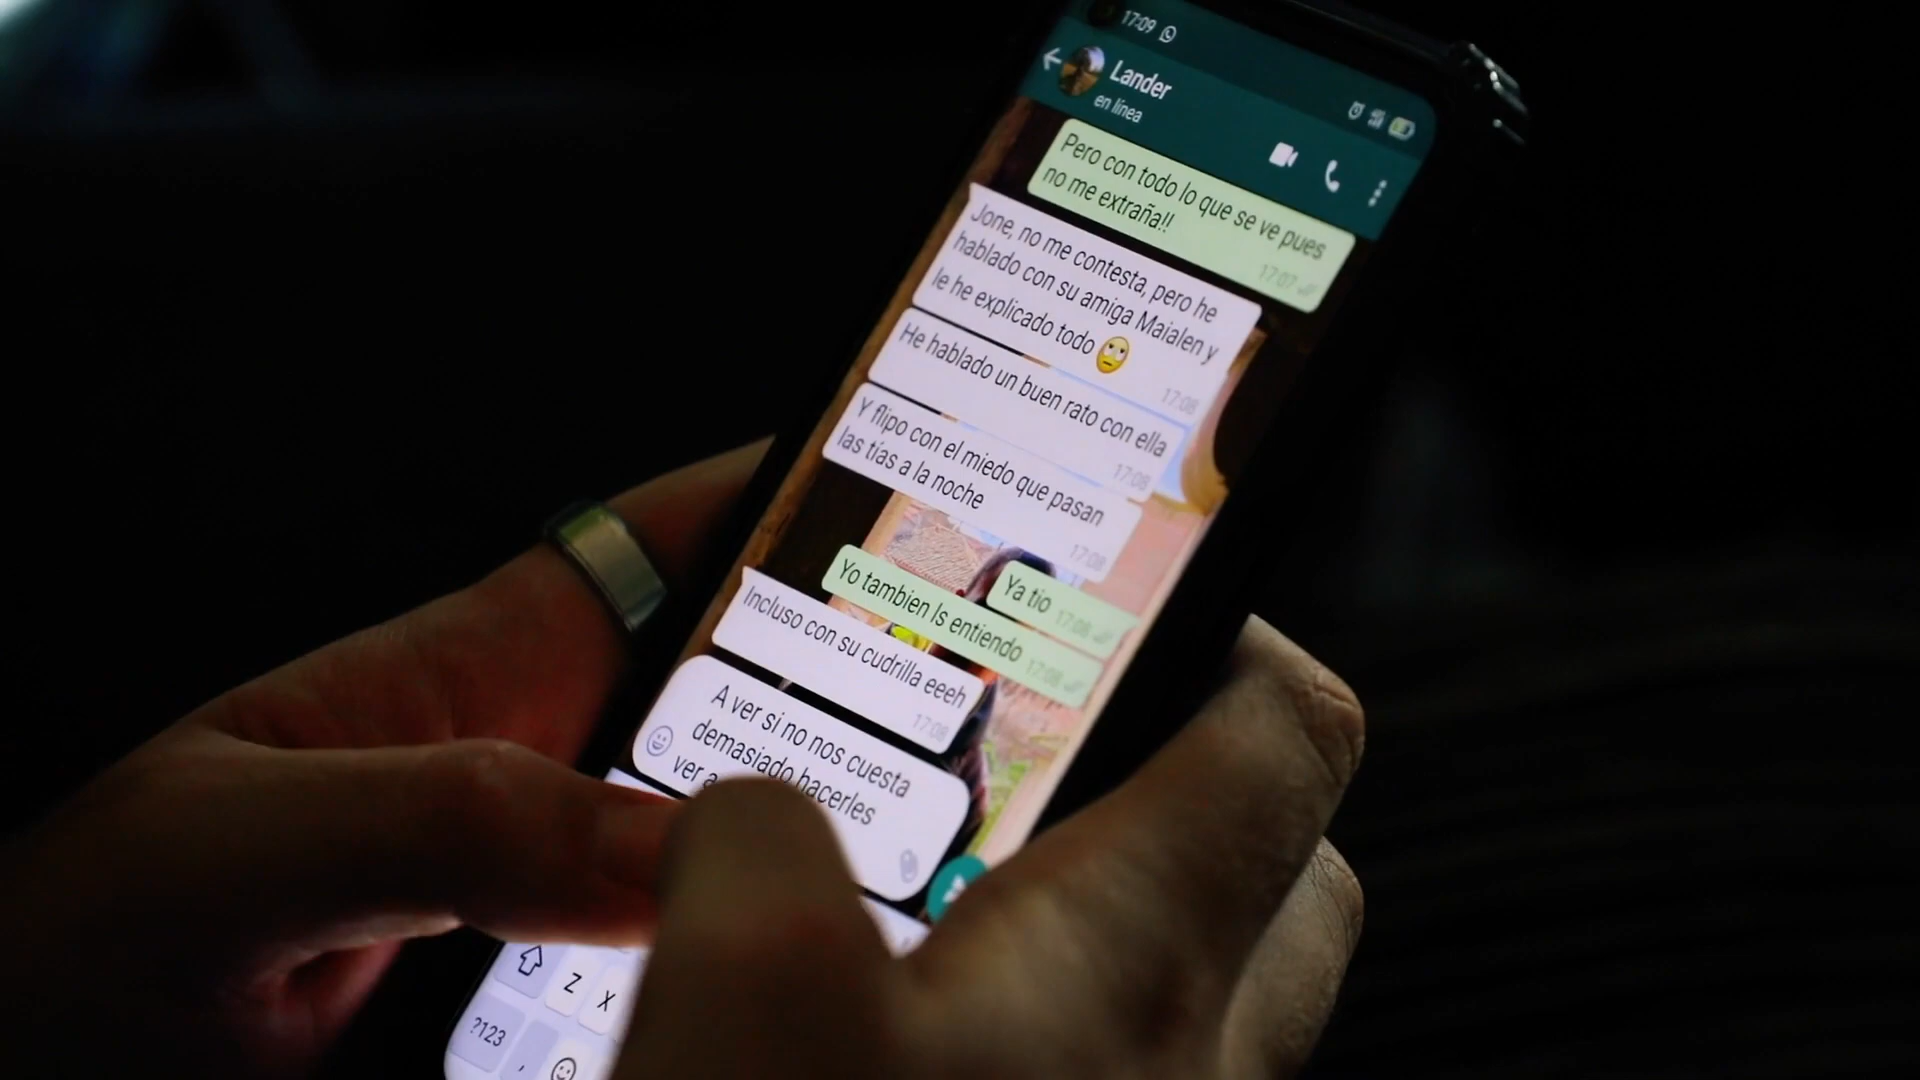 17:09
Lander
en línea
Pero con todo lo que se ve pues
no me extraña!!
17:07
Jone, no me contesta, pero he
hablado con su amiga Maialen y
le he explicado todo 🙄
17:08
He hablado un buen rato con ella
17:08
Y flipo con el miedo que pasan
las tías a la noche
17:08
Ya tio 17:08
Yo tambien ls entiendo 17:08
Incluso con su cudrilla eeeh
17:08
A ver si no nos cuesta
demasiado hacerles
ver a
Z X
?123 ,